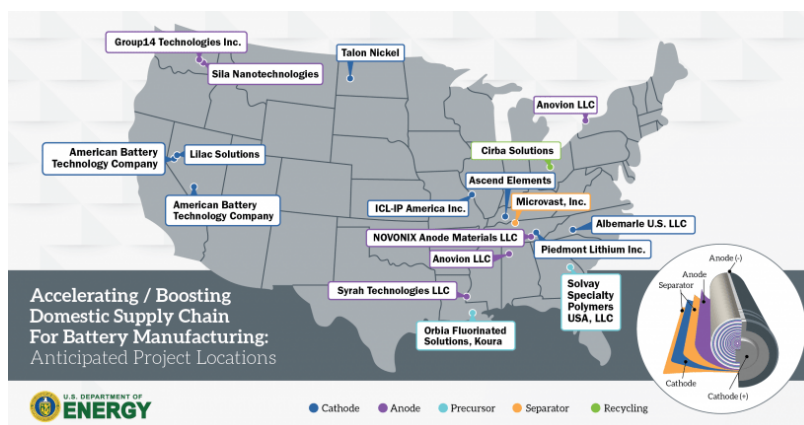 Group14 Technologies Inc.
Sila Nanotechnologies
Talon Nickel
Anovion LLC
American Battery
Technology Company
Lilac Solutions
Cirba Solutions
Ascend Elements
American Battery
Technology Company
ICL-IP America Inc.
Microvast, Inc.
Albemarle U.S. LLC
NOVONIX Anode Materials LLC
Piedmont Lithium Inc.
Anovion LLC
Syrah Technologies LLC
Solvay
Specialty
Polymers
USA, LLC
Orbia Fluorinated
Solutions, Koura
Anode (-)
Anode
Separator
Cathode
Cathode (+)
Accelerating / Boosting
Domestic Supply Chain
For Battery Manufacturing:
Anticipated Project Locations
U.S. DEPARTMENT OF
ENERGY
Cathode
Anode
Precursor
Separator
Recycling